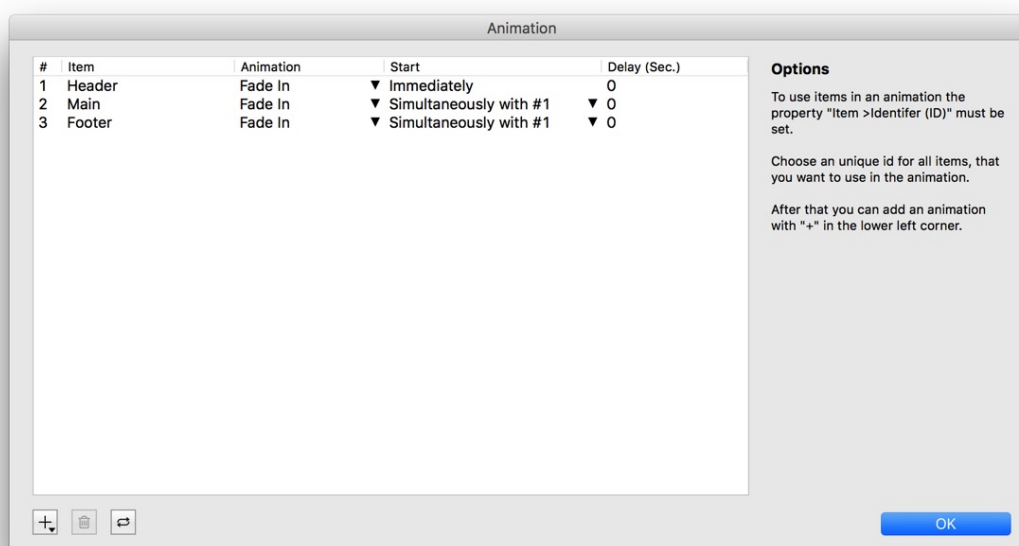 Animation
# Item Animation Start Delay (Sec.)
1 Header Fade In ▼ Immediately 0
2 Main Fade In ▼ Simultaneously with #1 ▼ 0
3 Footer Fade In ▼ Simultaneously with #1 ▼ 0
Options
To use items in an animation the
property "Item >Identifer (ID)" must be
set.
Choose an unique id for all items, that
you want to use in the animation.
After that you can add an animation
with "+" in the lower left corner.
OK